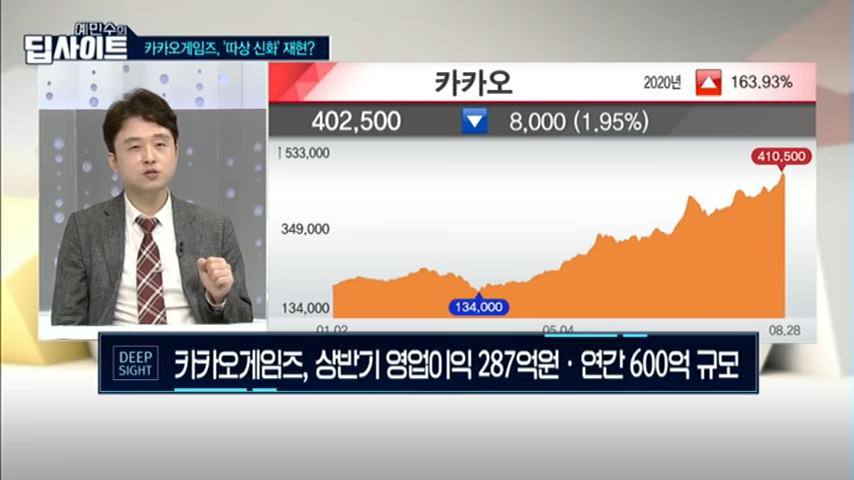 예민수의
딥사이트
카카오게임즈, '따상 신화' 재현?
카카오
2020년 ▲ 163.93%
402,500 ▼ 8,000 (1.95%)
↑533,000
410,500
349,000
134,000
134,000
01.02 05.04 08.28
DEEP
SIGHT
카카오게임즈, 상반기 영업이익 287억원·연간 600억 규모